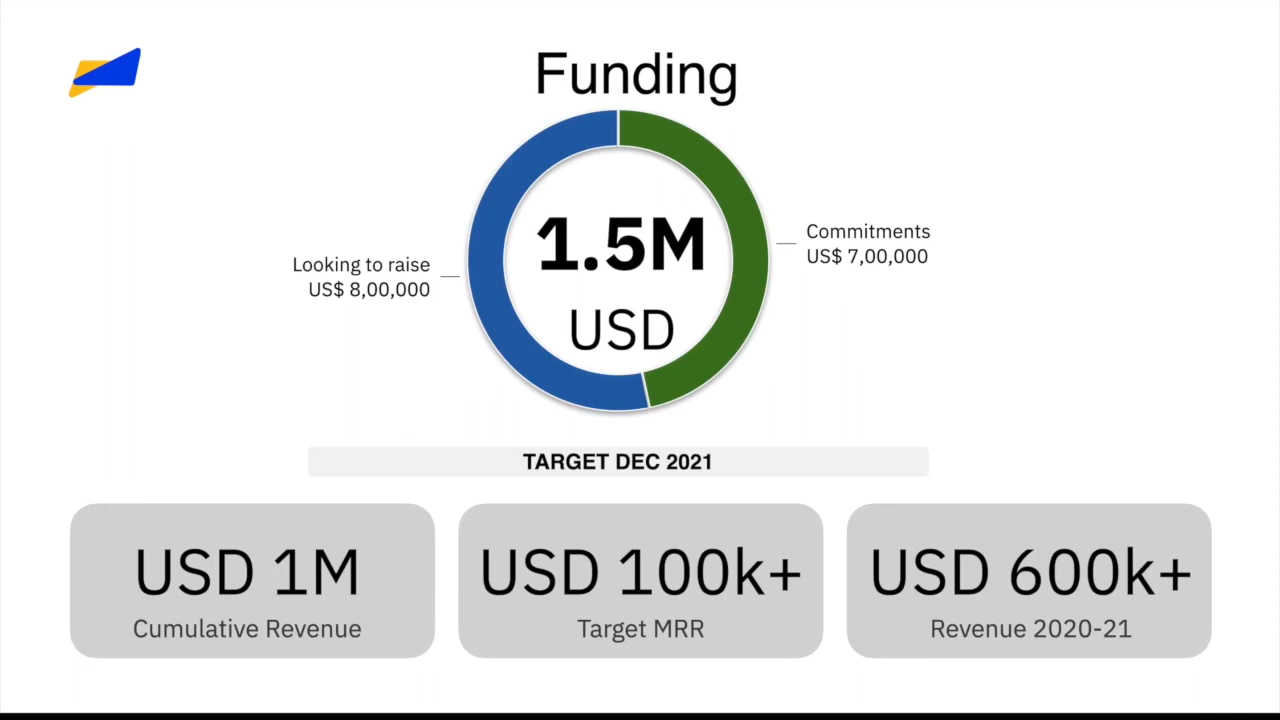 Funding
1.5M
USD
Commitments
US$ 7,00,000
Looking to raise
US$ 8,00,000
TARGET DEC 2021
USD 1M
Cumulative Revenue
USD 100k+
Target MRR
USD 600k+
Revenue 2020-21